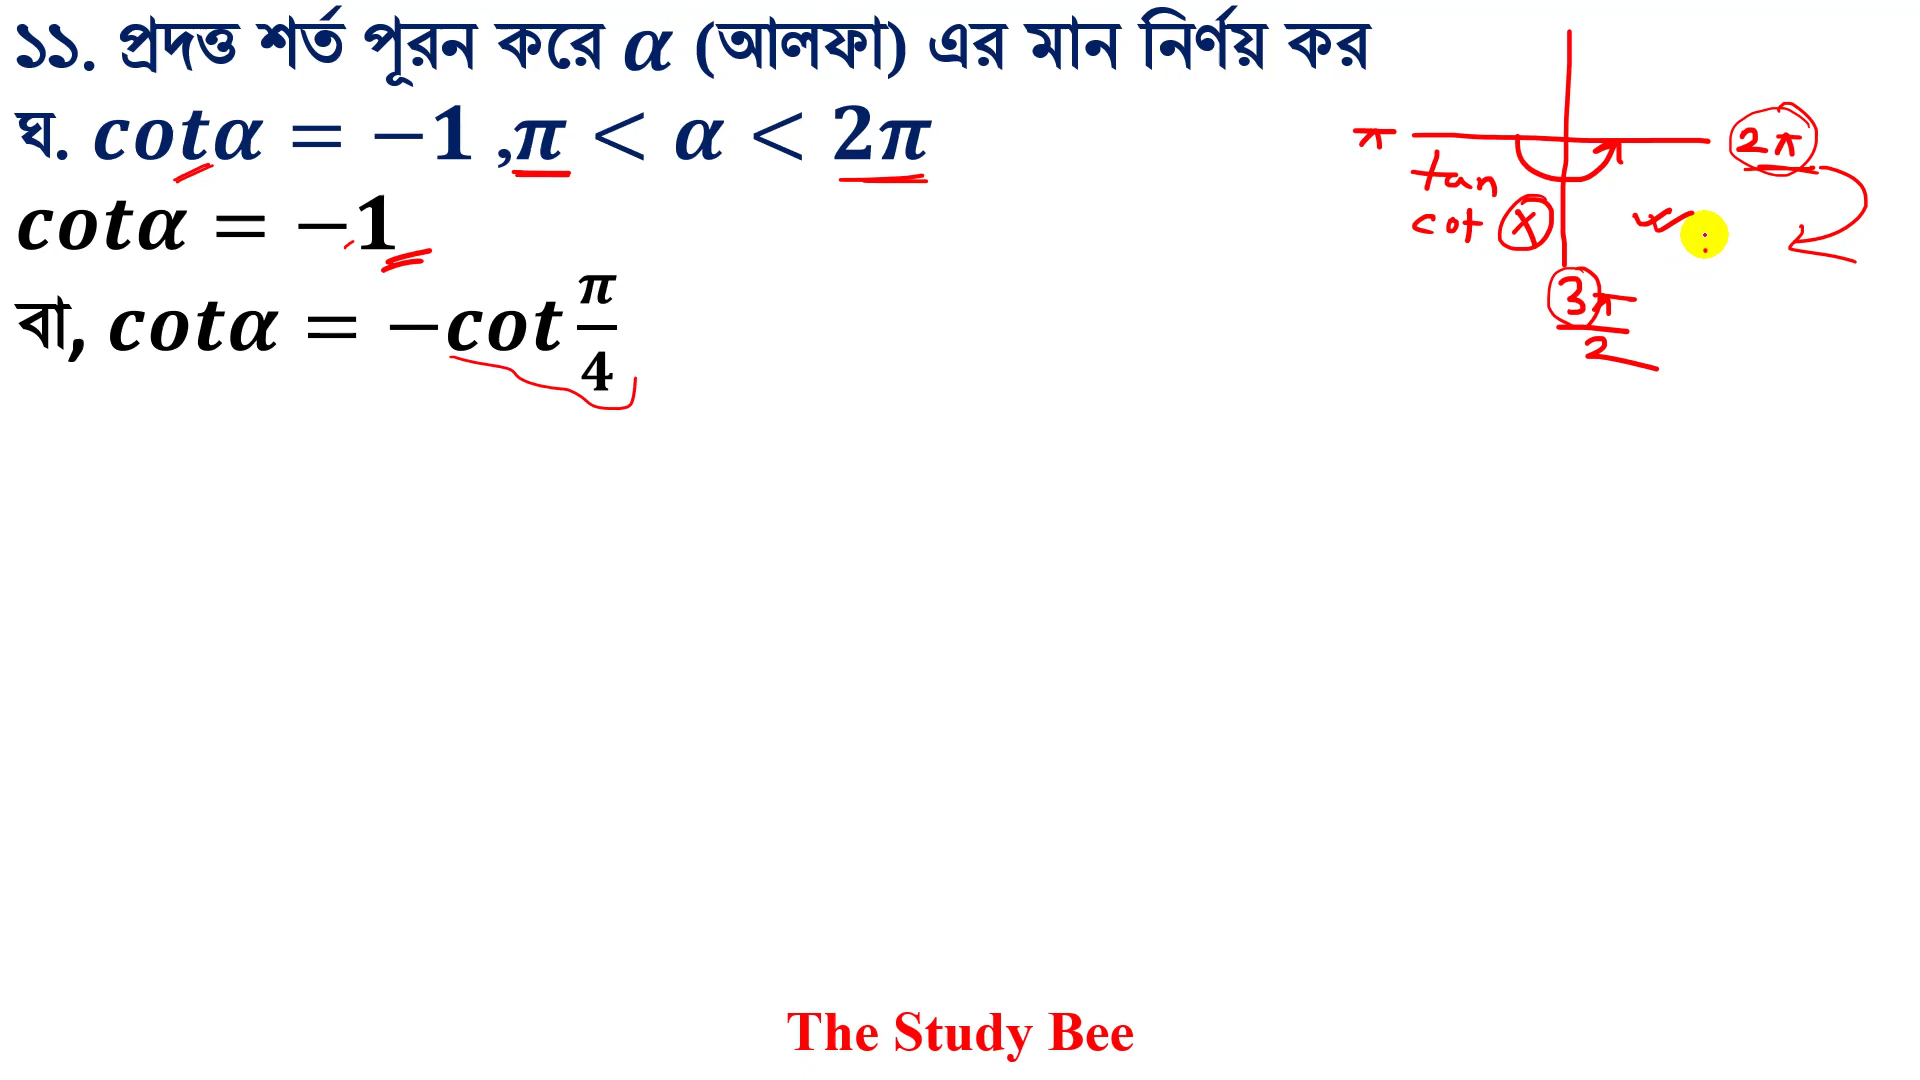 ১১. প্রদত্ত শর্ত পূরন করে α (আলফা) এর মান নির্ণয় কর
ঘ. cotα = −1 ,π < α < 2π
cotα = −1
বা, cotα = −cot π/4
π
2π
tan
cot
3π/2
The Study Bee